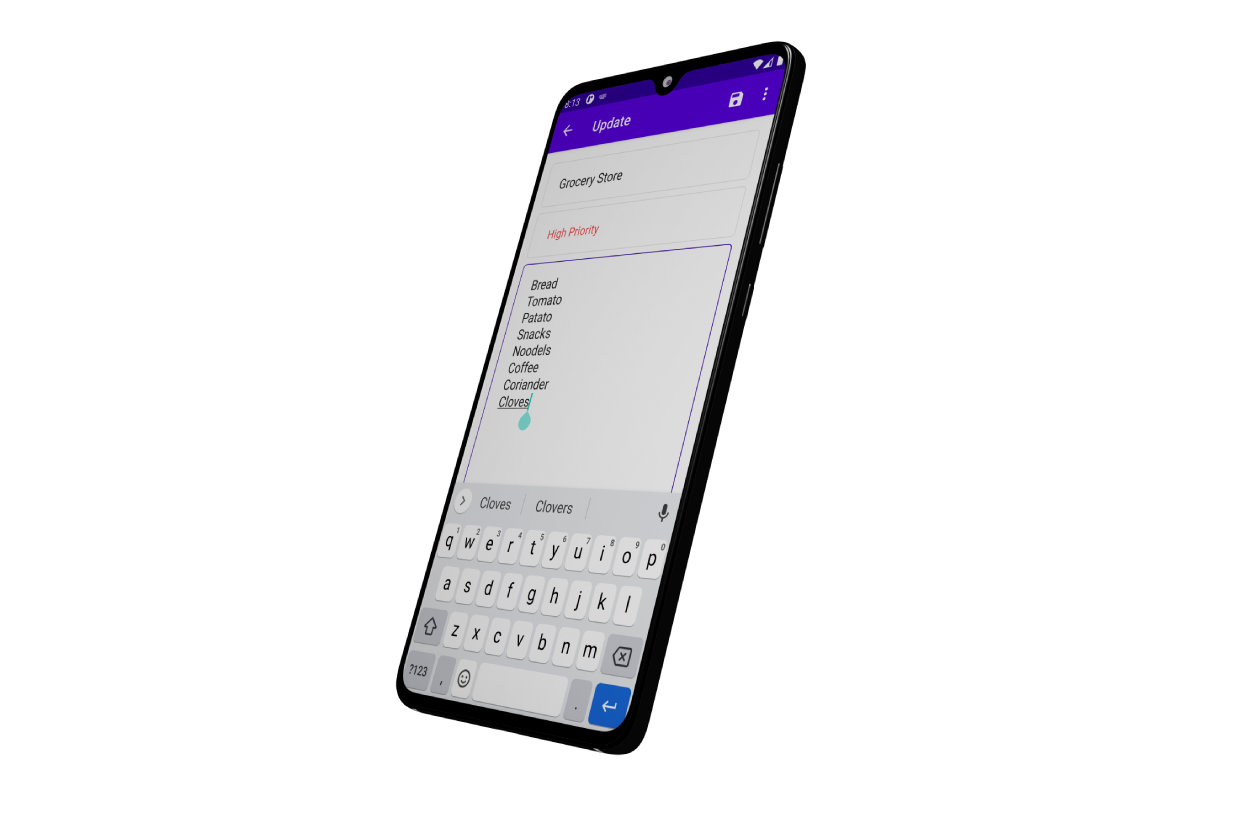 8:13
Update
Grocery Store
High Priority
Bread
Tomato
Patato
Snacks
Noodels
Coffee
Coriander
Cloves
Cloves Clovers
1 2 3 4 5 6 7 8 9 0
q w e r t y u i o p
a s d f g h j k l
z x c v b n m
?123 , .